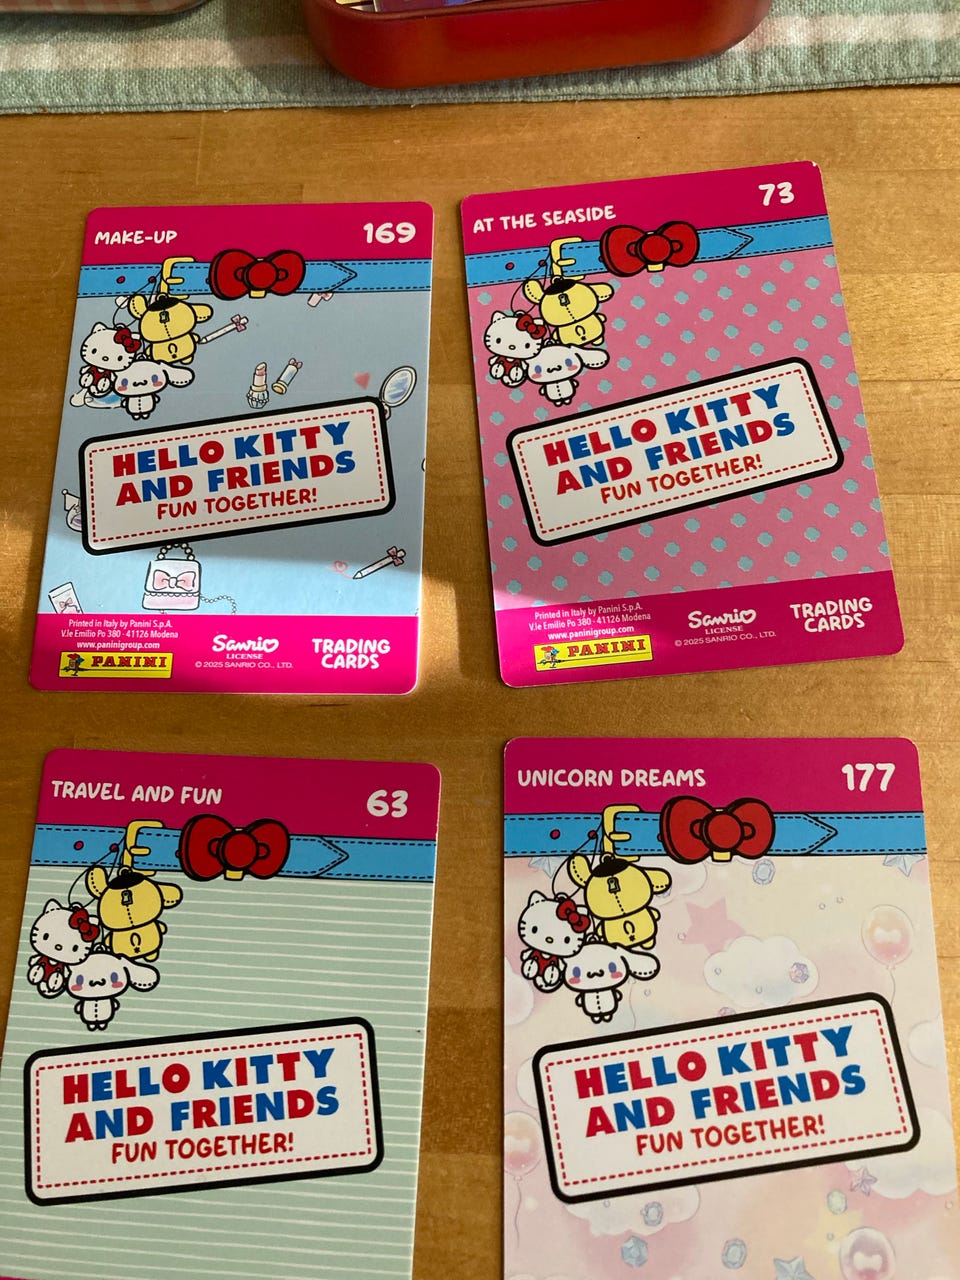 MAKE-UP
169
HELLO KITTY
AND FRIENDS
FUN TOGETHER!
Printed in Italy by Panini S.p.A.
V.le Emilio Po 380 - 41126 Modena
www.paninigroup.com
PANINI
Sanrio
LICENSE
© 2025 SANRIO CO., LTD.
TRADING
CARDS
AT THE SEASIDE
73
HELLO KITTY
AND FRIENDS
FUN TOGETHER!
Printed in Italy by Panini S.p.A.
V.le Emilio Po 380 - 41126 Modena
www.paninigroup.com
PANINI
Sanrio
LICENSE
© 2025 SANRIO CO., LTD.
TRADING
CARDS
TRAVEL AND FUN
63
HELLO KITTY
AND FRIENDS
FUN TOGETHER!
UNICORN DREAMS
177
HELLO KITTY
AND FRIENDS
FUN TOGETHER!